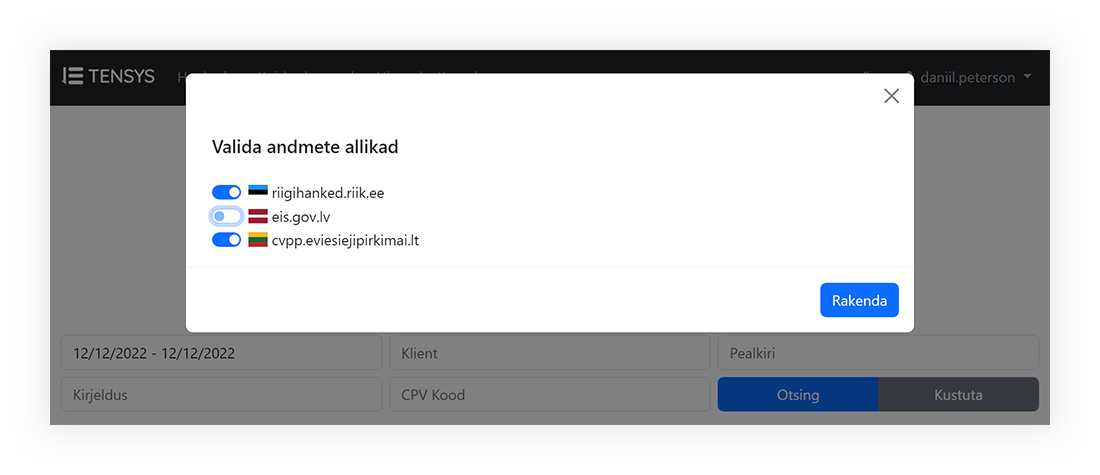 TENSYS
daniil.peterson
Valida andmete allikad
riigihanked.riik.ee
eis.gov.lv
cvpp.eviesiejipirkimai.lt
Rakenda
12/12/2022 - 12/12/2022
Klient
Pealkiri
Kirjeldus
CPV Kood
Otsing
Kustuta